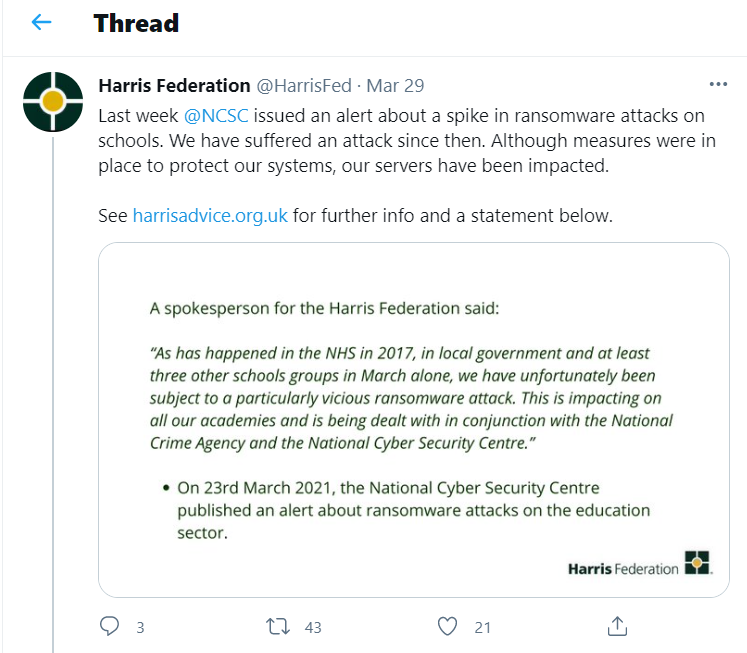 Thread
Harris Federation @HarrisFed · Mar 29
Last week @NCSC issued an alert about a spike in ransomware attacks on
schools. We have suffered an attack since then. Although measures were in
place to protect our systems, our servers have been impacted.
See harrisadvice.org.uk for further info and a statement below.
A spokesperson for the Harris Federation said:
“As has happened in the NHS in 2017, in local government and at least
three other schools groups in March alone, we have unfortunately been
subject to a particularly vicious ransomware attack. This is impacting on
all our academies and is being dealt with in conjunction with the National
Crime Agency and the National Cyber Security Centre.”
• On 23rd March 2021, the National Cyber Security Centre
published an alert about ransomware attacks on the education
sector.
Harris Federation
3 43 21